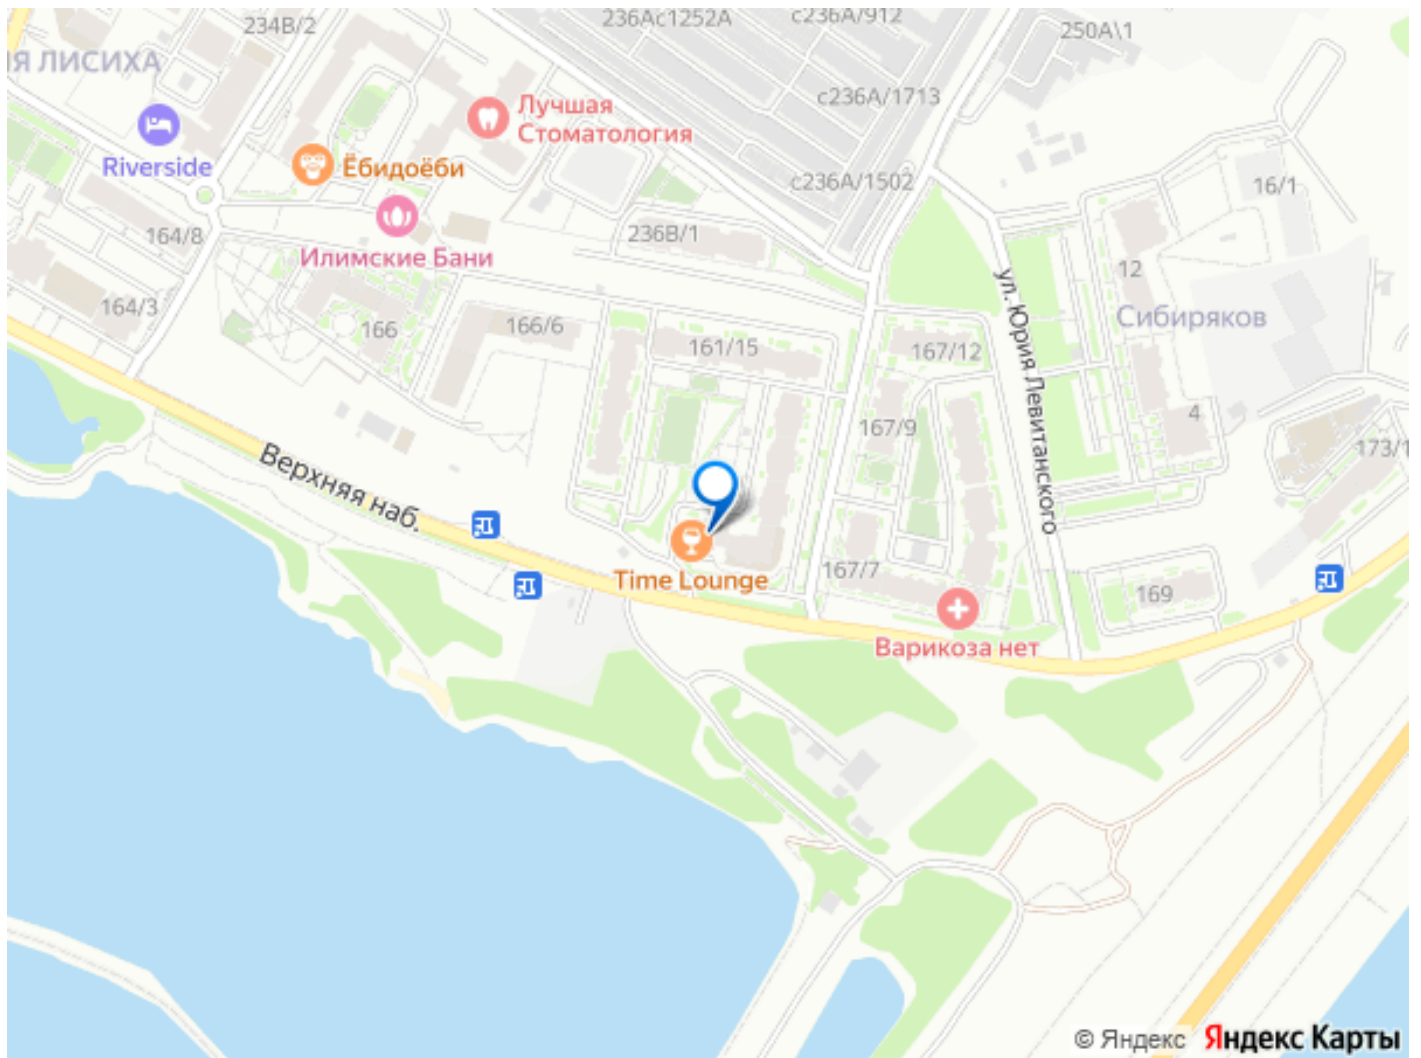 234В/2
236Ас1252А
с236А/912
250А\1
Я ЛИСИХА
с236А/1713
Лучшая
Стоматология
Riverside
Ёбидоёби
с236А/1502
16/1
164/8
236В/1
Илимские Бани
12
164/3
166
166/6
161/15
167/12
ул. Юрия Левитанского
Сибиряков
4
167/9
173/1
Верхняя наб.
Time Lounge
167/7
169
Варикоза нет
© Яндекс Яндекс Карты